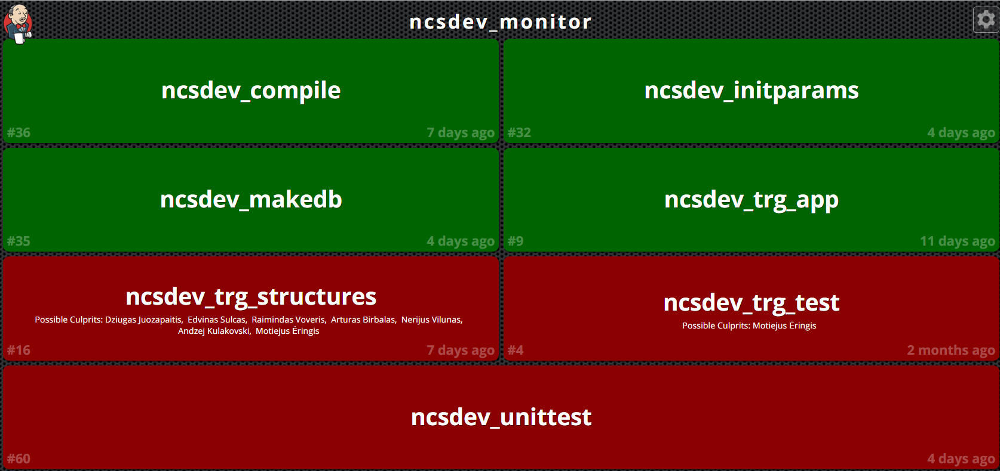 ncsdev_monitor
ncsdev_compile
#36
7 days ago
ncsdev_initparams
#32
4 days ago
ncsdev_makedb
#35
4 days ago
ncsdev_trg_app
#9
11 days ago
ncsdev_trg_structures
Possible Culprits: Dziugas Juozapaitis, Edvinas Sulcas, Raimindas Voveris, Arturas Birbalas, Nerijus Vilunas,
Andzej Kulakovski, Motiejus Ėringis
#16
7 days ago
ncsdev_trg_test
Possible Culprits: Motiejus Ėringis
#4
2 months ago
ncsdev_unittest
#60
4 days ago